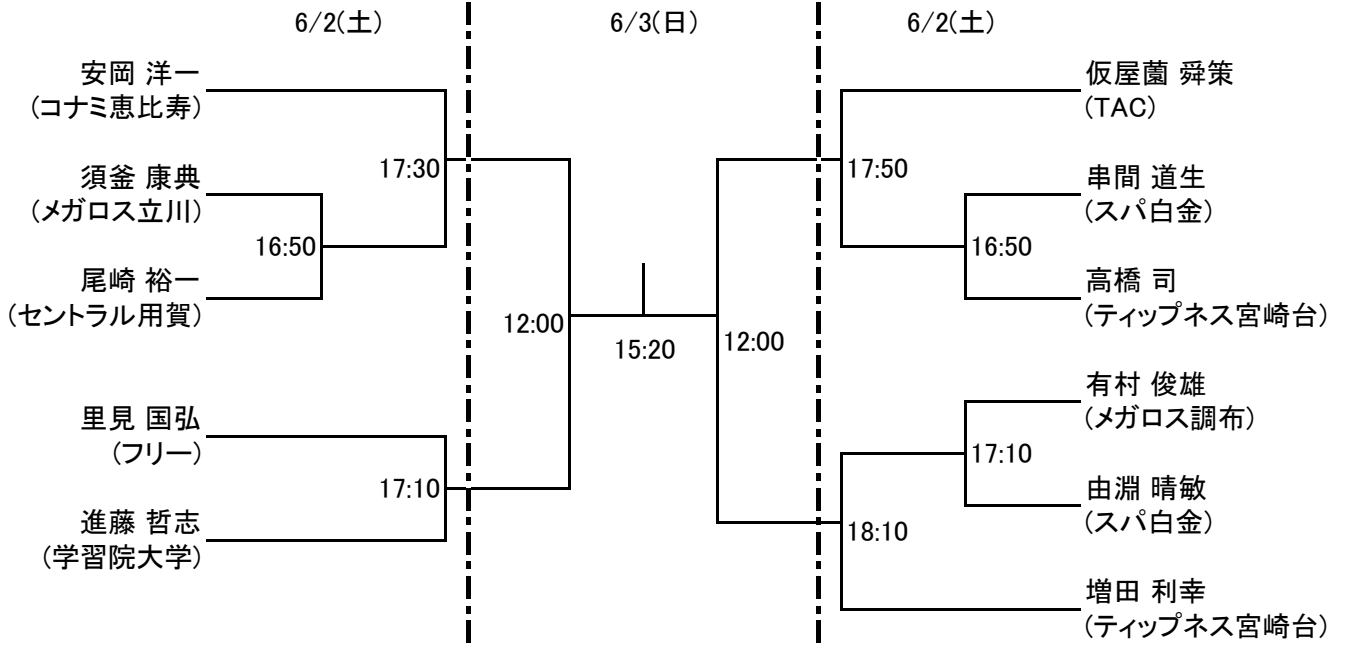 6/2(土)
6/3(日)
6/2(土)
安岡 洋一
(コナミ恵比寿)
須釜 康典
(メガロス立川)
尾崎 裕一
(セントラル用賀)
里見 国弘
(フリー)
進藤 哲志
(学習院大学)
17:30
16:50
17:10
12:00
15:20
12:00
17:50
16:50
17:10
18:10
仮屋薗 舜策
(TAC)
串間 道生
(スパ白金)
高橋 司
(ティップネス宮崎台)
有村 俊雄
(メガロス調布)
由淵 晴敏
(スパ白金)
増田 利幸
(ティップネス宮崎台)